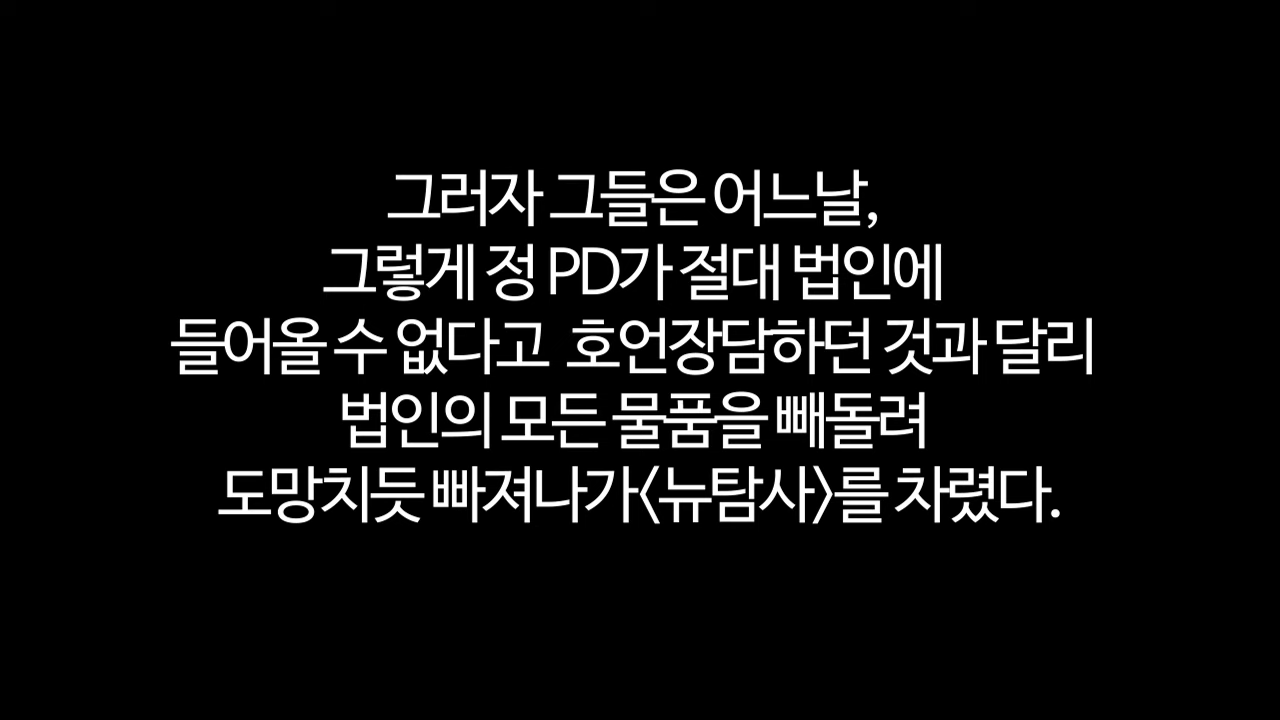 그러자 그들은 어느날,
그렇게 정 PD가 절대 법인에
들어올 수 없다고 호언장담하던 것과 달리
법인의 모든 물품을 빼돌려
도망치듯 빠져나가<뉴탐사>를 차렸다.